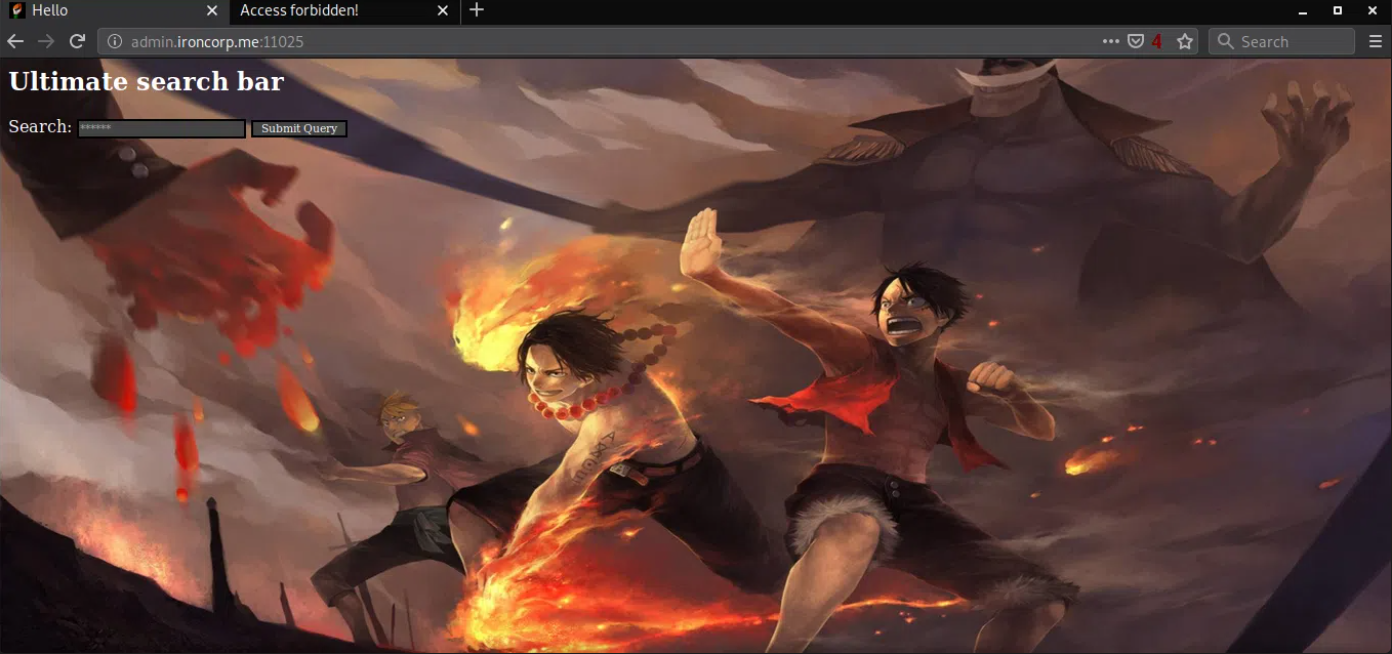 Hello
Access forbidden!
admin.ironcorp.me:11025
4
Search
Ultimate search bar
Search: ****** Submit Query